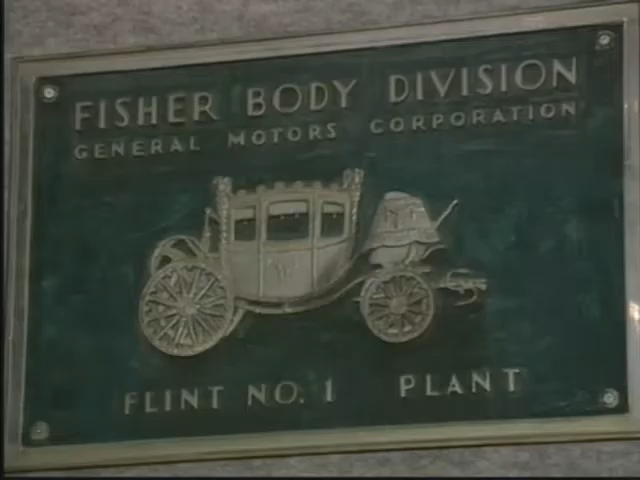 FISHER BODY DIVISION
GENERAL MOTORS CORPORATION
FLINT NO. 1 PLANT